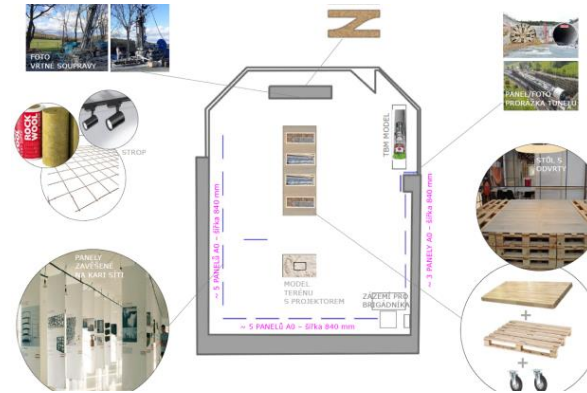 FOTO
VRTNÉ SOUPRAVY
ROCK
WOOL
STROP
PANELY
ZAVĚŠENÉ
NA KARI SÍTI
~ 5 PANELŮ A0 – šířka 840 mm
~ 5 PANELŮ A0 – šířka 840 mm
MODEL
TERÉNU
S PROJEKTOREM
TBM MODEL
~ 3 PANELY A0 – šířka 840 mm
ZÁZEMÍ PRO
BRIGÁDNÍKA
PANEL/FOTO
PRORÁŽKA TUNELU
STŮL S
ODVRTY
+
+